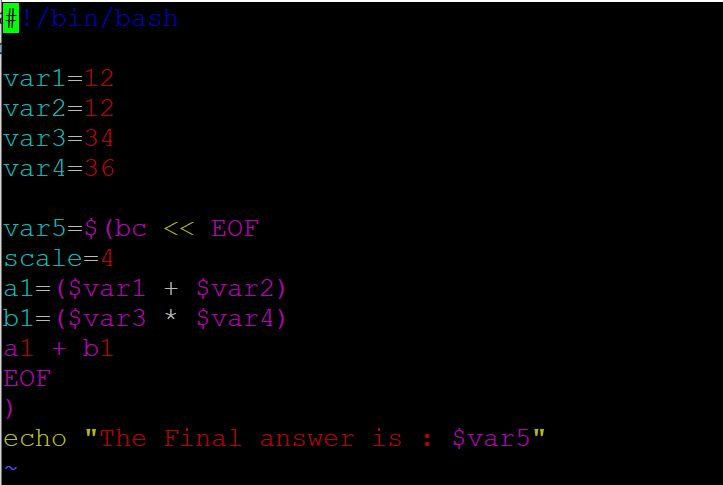 #!/bin/bash
var1=12
var2=12
var3=34
var4=36
var5=$(bc << EOF
scale=4
a1=($var1 + $var2)
b1=($var3 * $var4)
a1 + b1
EOF
)
echo "The Final answer is : $var5"
~